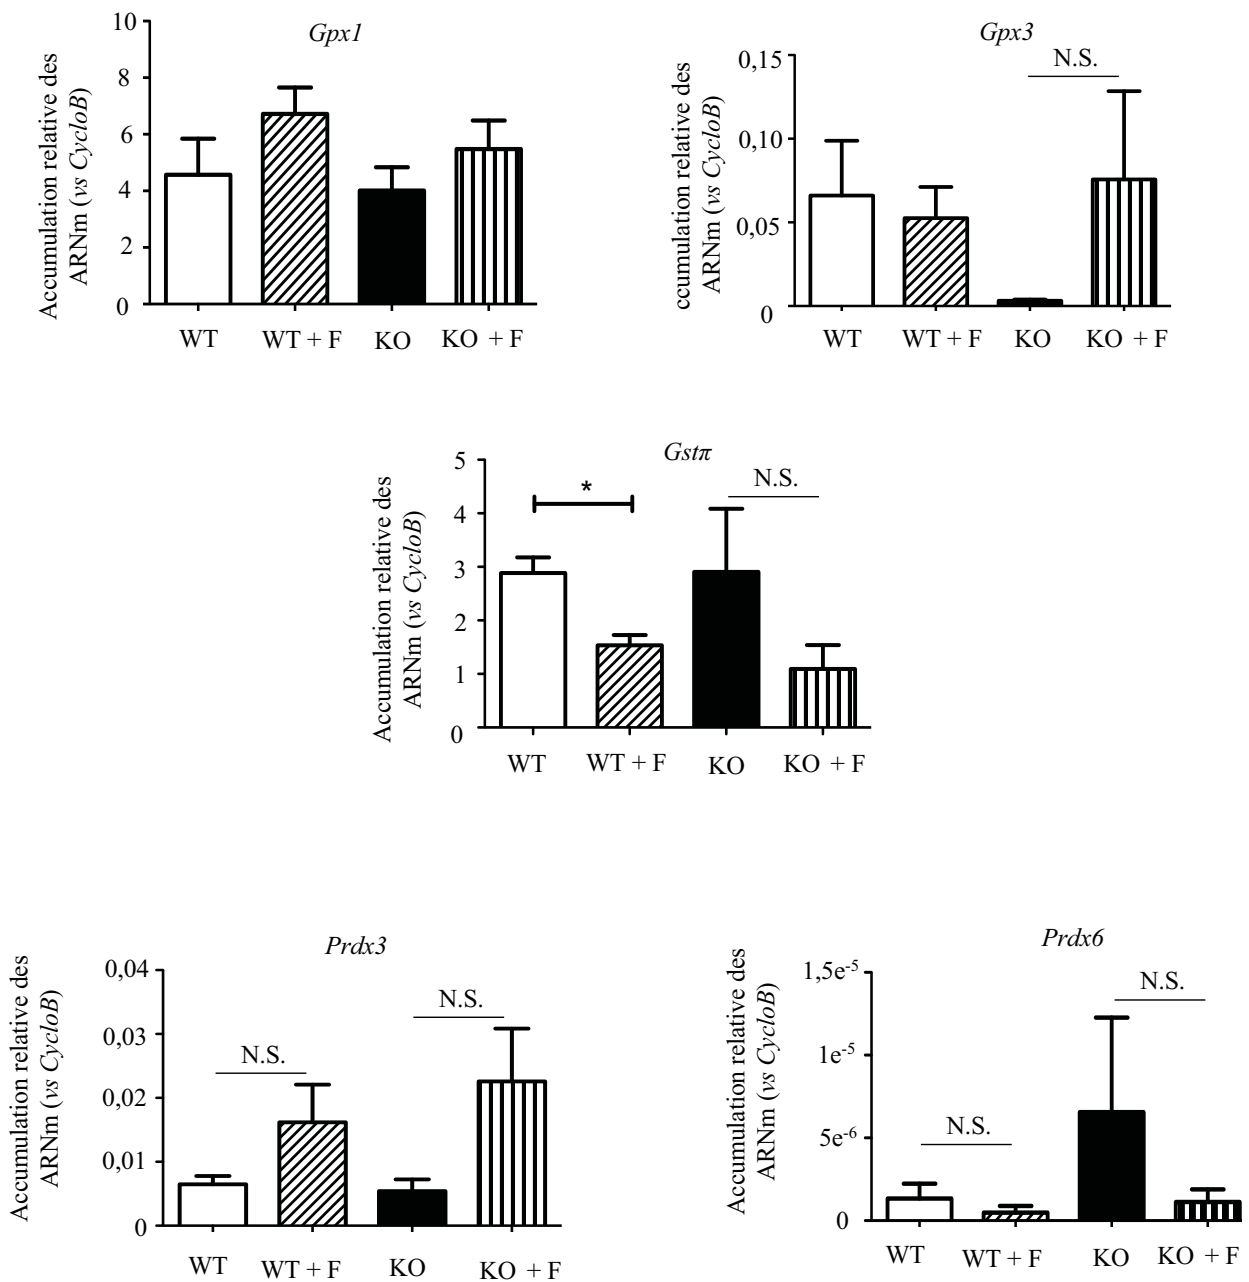 Gpx1
Accumulation relative des
ARNm (vs CycloB)
10
8
6
4
2
0
WT
WT + F
KO
KO + F
Gpx3
ccumulation relative des
ARNm (vs CycloB)
N.S.
0,15
0,10
0,05
0
WT
WT + F
KO
KO + F
Gstπ
Accumulation relative des
ARNm (vs CycloB)
*
N.S.
5
4
3
2
1
0
WT
WT + F
KO
KO + F
Prdx3
Accumulation relative des
ARNm (vs CycloB)
N.S.
N.S.
0,04
0,03
0,02
0,01
0
WT
WT + F
KO
KO + F
Prdx6
Accumulation relative des
ARNm (vs CycloB)
N.S.
N.S.
1,5e-5
1e-5
5e-6
0
WT
WT + F
KO
KO + F